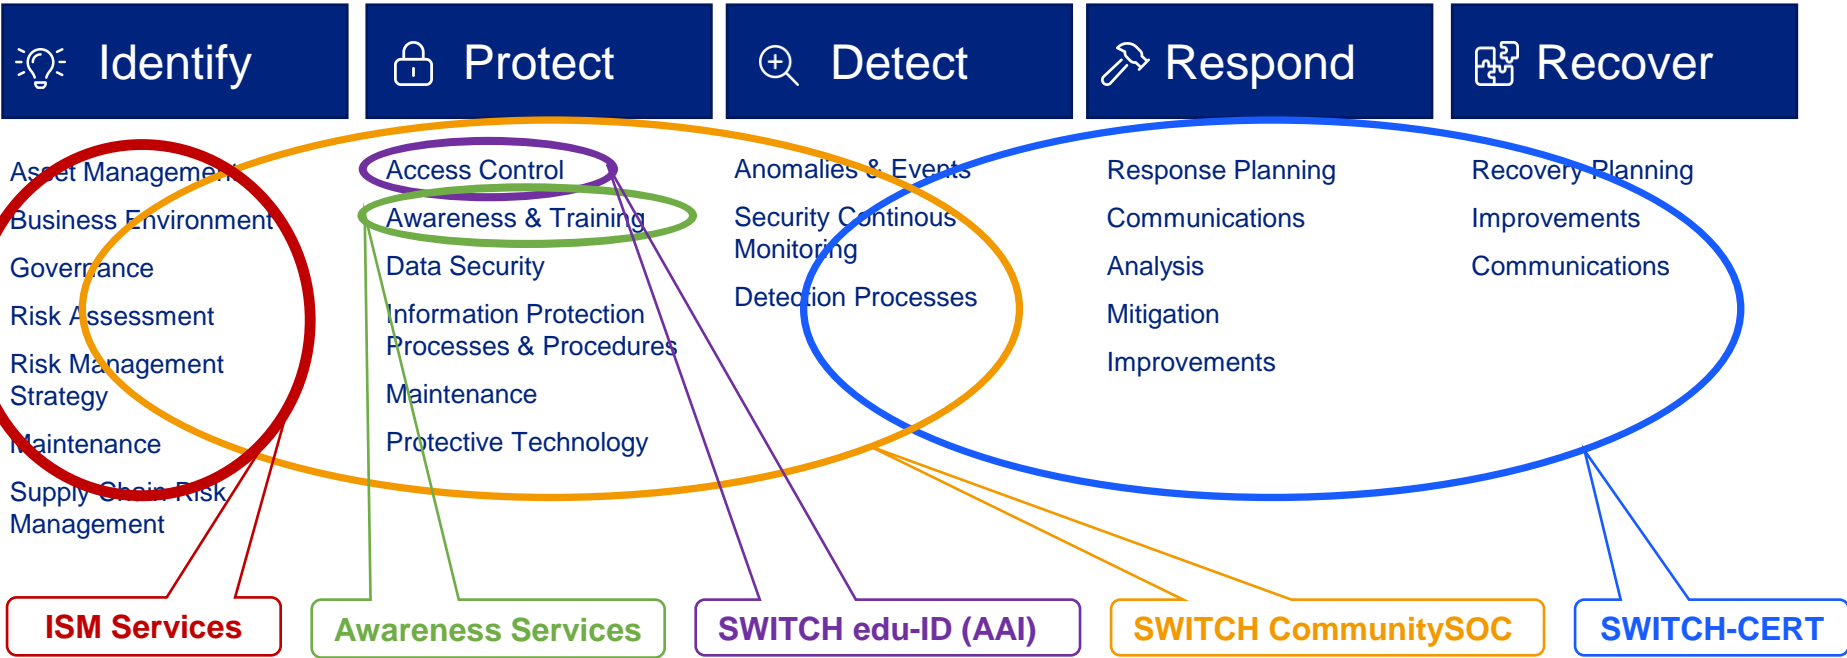 Identify
Protect
Detect
Respond
Recover
Asset Management
Business Environment
Governance
Risk Assessment
Risk Management
Strategy
Maintenance
Supply Chain Risk
Management
Access Control
Awareness & Training
Data Security
Information Protection
Processes & Procedures
Maintenance
Protective Technology
Anomalies & Events
Security Continous
Monitoring
Detection Processes
Response Planning
Communications
Analysis
Mitigation
Improvements
Recovery Planning
Improvements
Communications
ISM Services
Awareness Services
SWITCH edu-ID (AAI)
SWITCH CommunitySOC
SWITCH-CERT